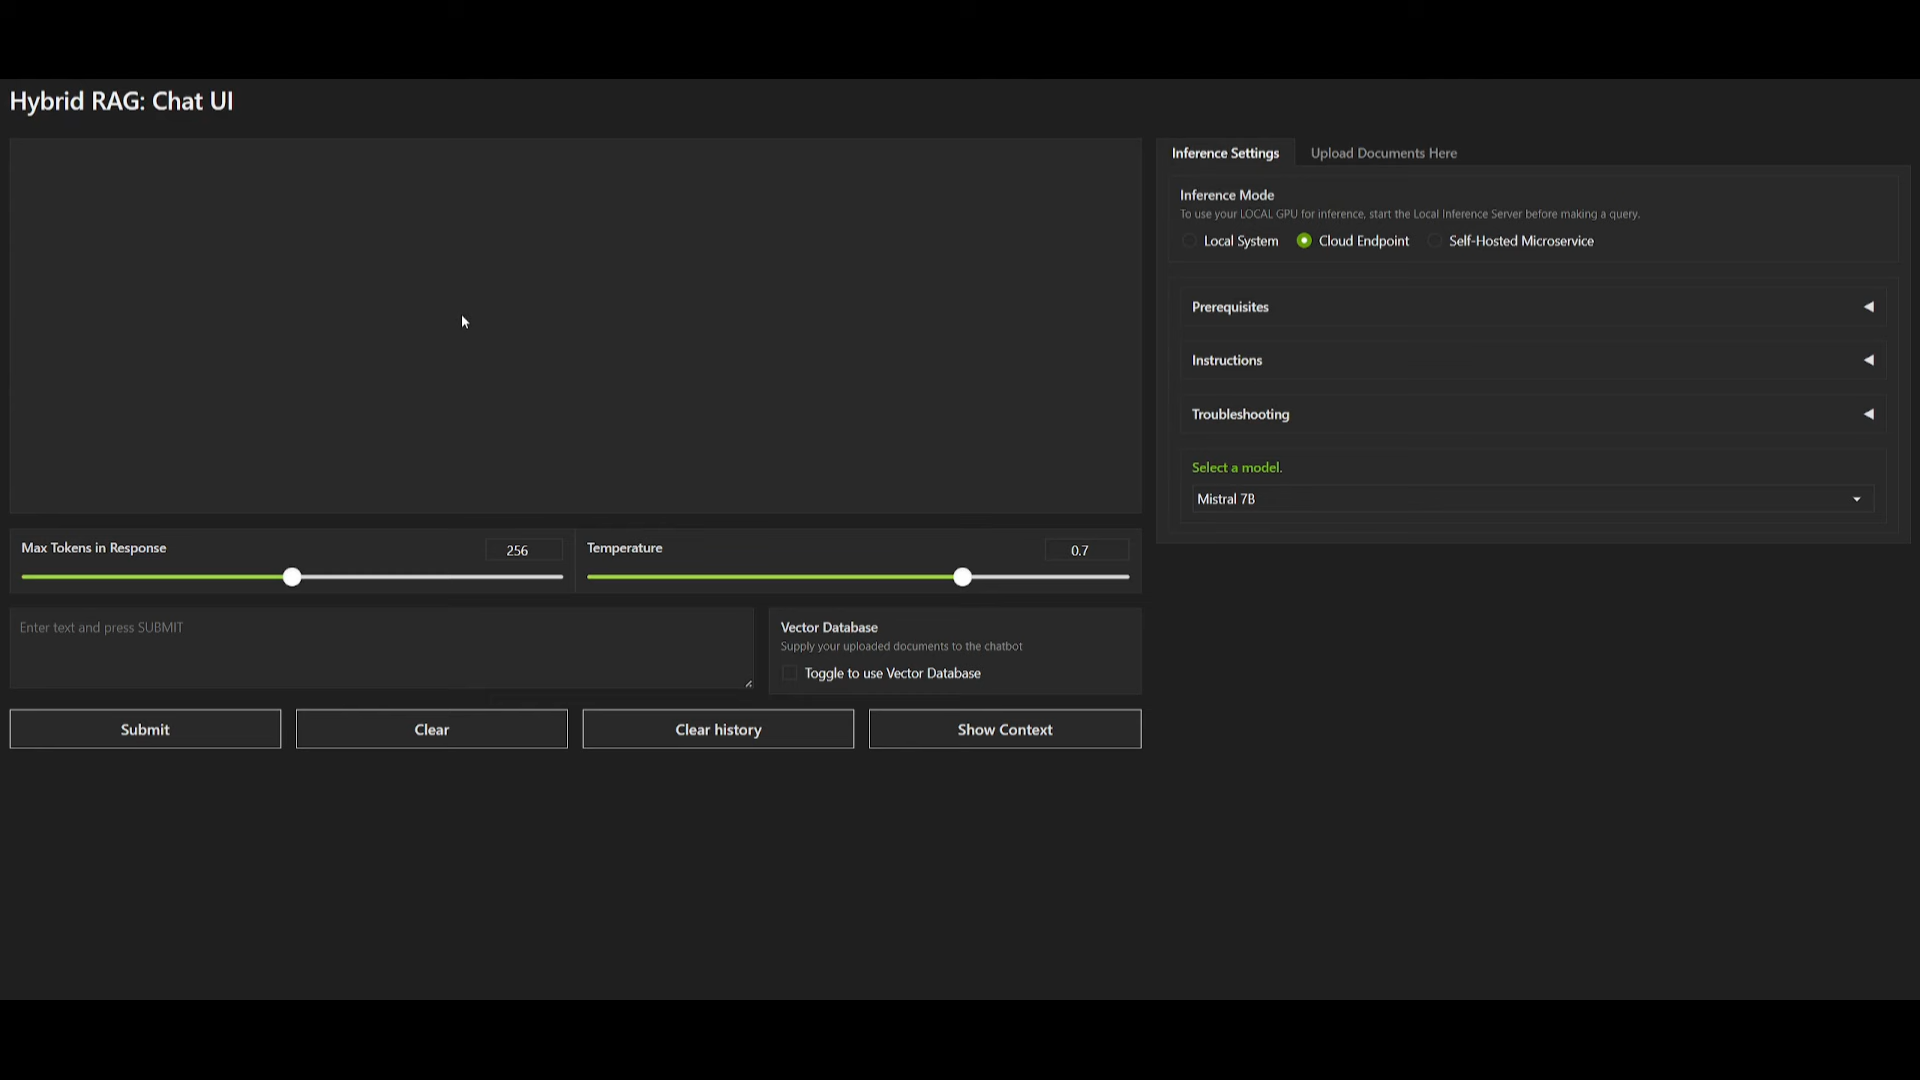 Hybrid RAG: Chat UI
Inference Settings
Upload Documents Here
Inference Mode
To use your LOCAL GPU for inference, start the Local Inference Server before making a query.
Local System
Cloud Endpoint
Self-Hosted Microservice
Prerequisites
Instructions
Troubleshooting
Select a model.
Mistral 7B
Max Tokens in Response
256
Temperature
0.7
Enter text and press SUBMIT
Vector Database
Supply your uploaded documents to the chatbot
Toggle to use Vector Database
Submit
Clear
Clear history
Show Context